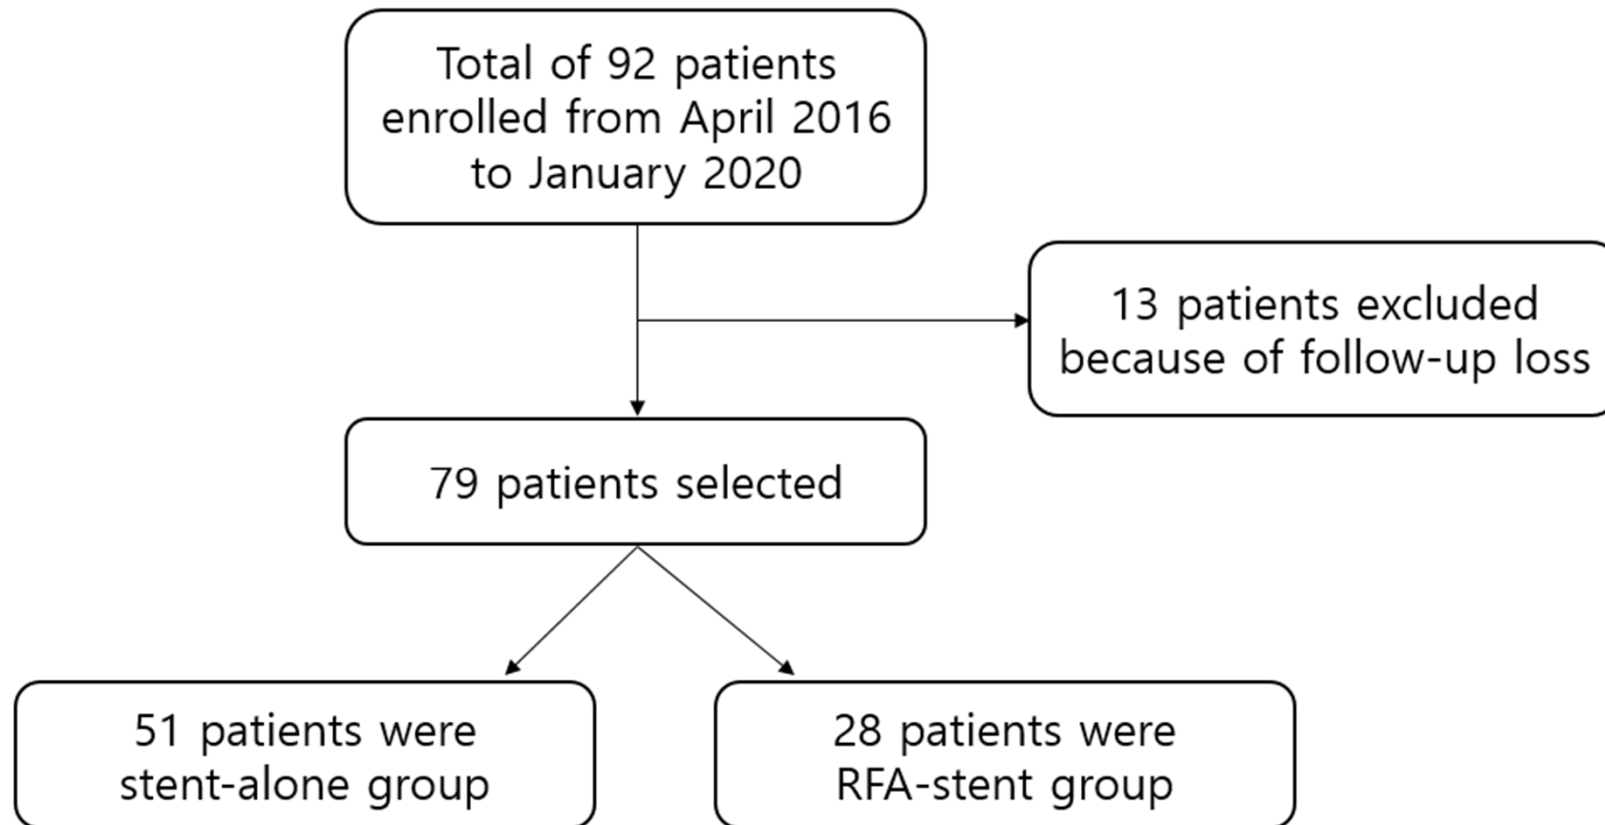 Total of 92 patients
enrolled from April 2016
to January 2020
13 patients excluded
because of follow-up loss
79 patients selected
51 patients were
stent-alone group
28 patients were
RFA-stent group